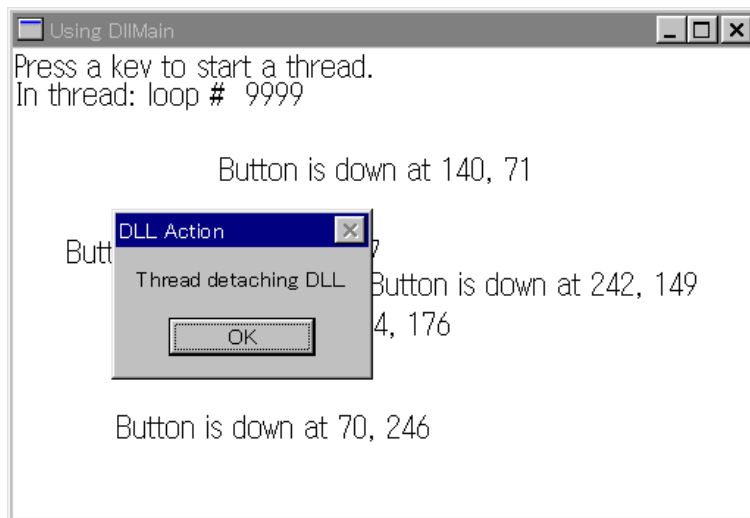 Using DllMain
Press a key to start a thread.
In thread: loop # 9999
Button is down at 140, 71
DLL Action
Thread detaching DLL
Button is down at 242, 149
4, 176
OK
Button is down at 70, 246